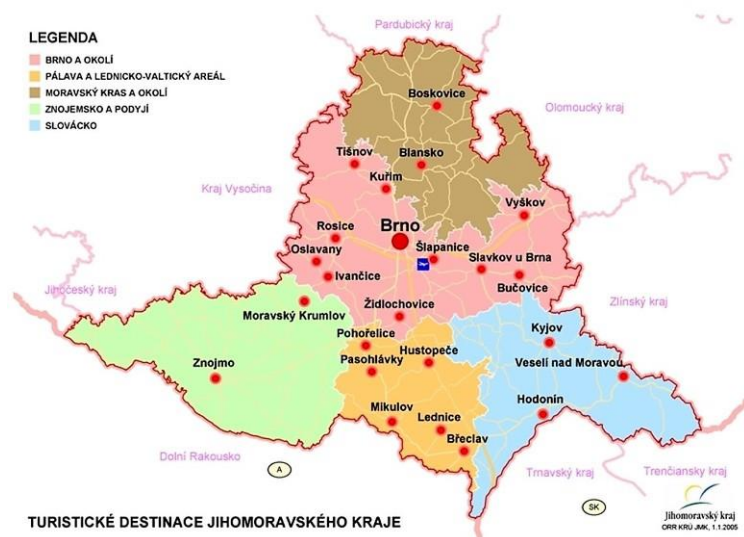 Pardubický kraj
LEGENDA
BRNO A OKOLÍ
PÁLAVA A LEDNICKO-VALTICKÝ AREÁL
MORAVSKÝ KRAS A OKOLÍ
ZNOJEMSKO A PODYJÍ
SLOVÁCKO
Boskovice
Olomoucký kraj
Tišnov
Blansko
Kuřim
Kraj Vysočina
Vyškov
Brno
Rosice
Šlapanice
Oslavany
Slavkov u Brna
Ivančice
Bučovice
Jihočeský kraj
Moravský Krumlov
Židlochovice
Zlínský kraj
Pohořelice
Kyjov
Hustopeče
Znojmo
Pasohlávky
Veselí nad Moravou
Mikulov
Lednice
Hodonín
Břeclav
Dolní Rakousko
A
Trnavský kraj
Trenčiansky kraj
SK
TURISTICKÉ DESTINACE JIHOMORAVSKÉHO KRAJE
jihomoravský kraj
ORR KRÚ JMK, 1.1.2005